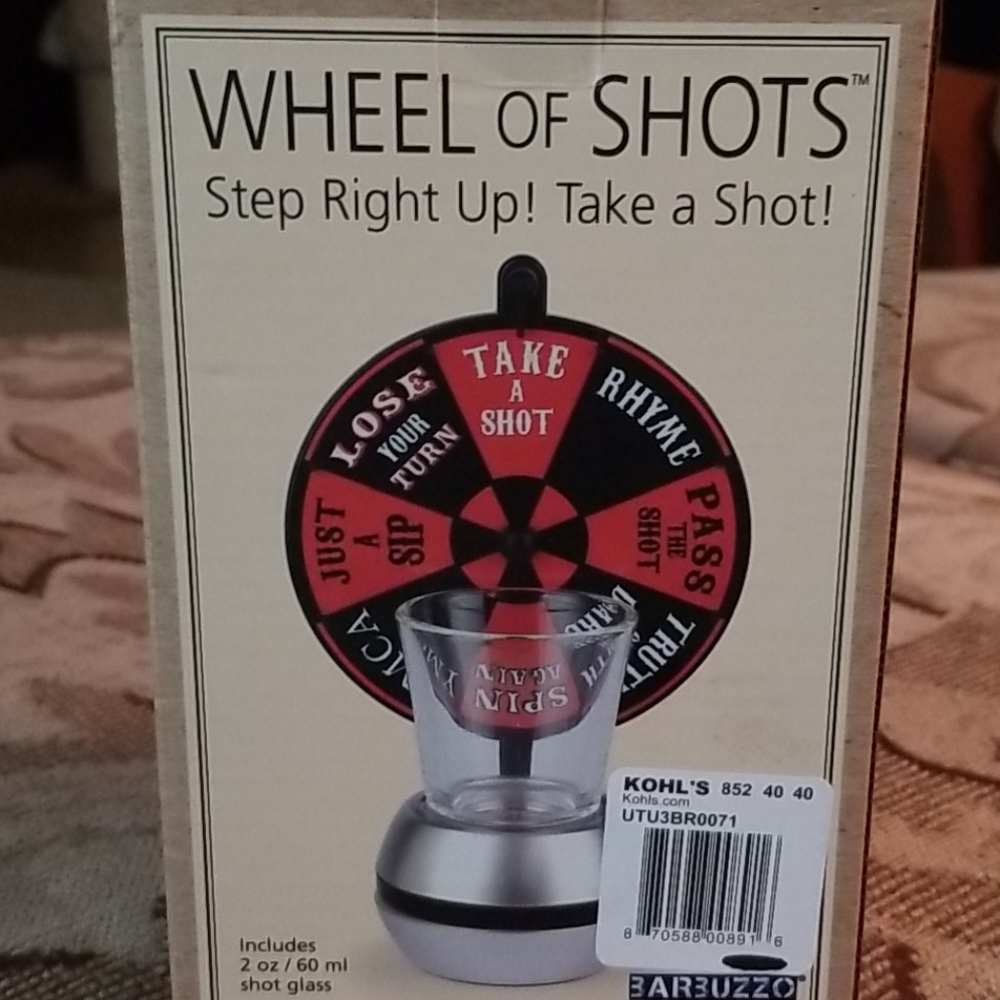 WHEEL OF SHOTS™
Step Right Up! Take a Shot!
TAKE
A
SHOT
RHYME
LOSE
YOUR
TURN
PASS
THE
SHOT
JUST
A
SIP
SPIN
AGAIN
KOHL'S 852 40 40
Kohls.com
UTU3BR0071
8 70588 00891 6
Includes
2 oz / 60 ml
shot glass
BARBUZZO